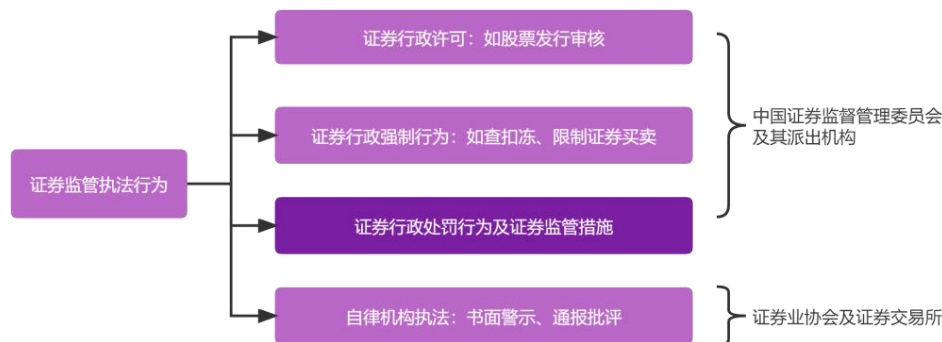 证券行政许可：如股票发行审核
证券行政强制行为：如查扣冻、限制证券买卖
中国证券监督管理委员会
及其派出机构
证券监管执法行为
证券行政处罚行为及证券监管措施
自律机构执法：书面警示、通报批评
证券业协会及证券交易所